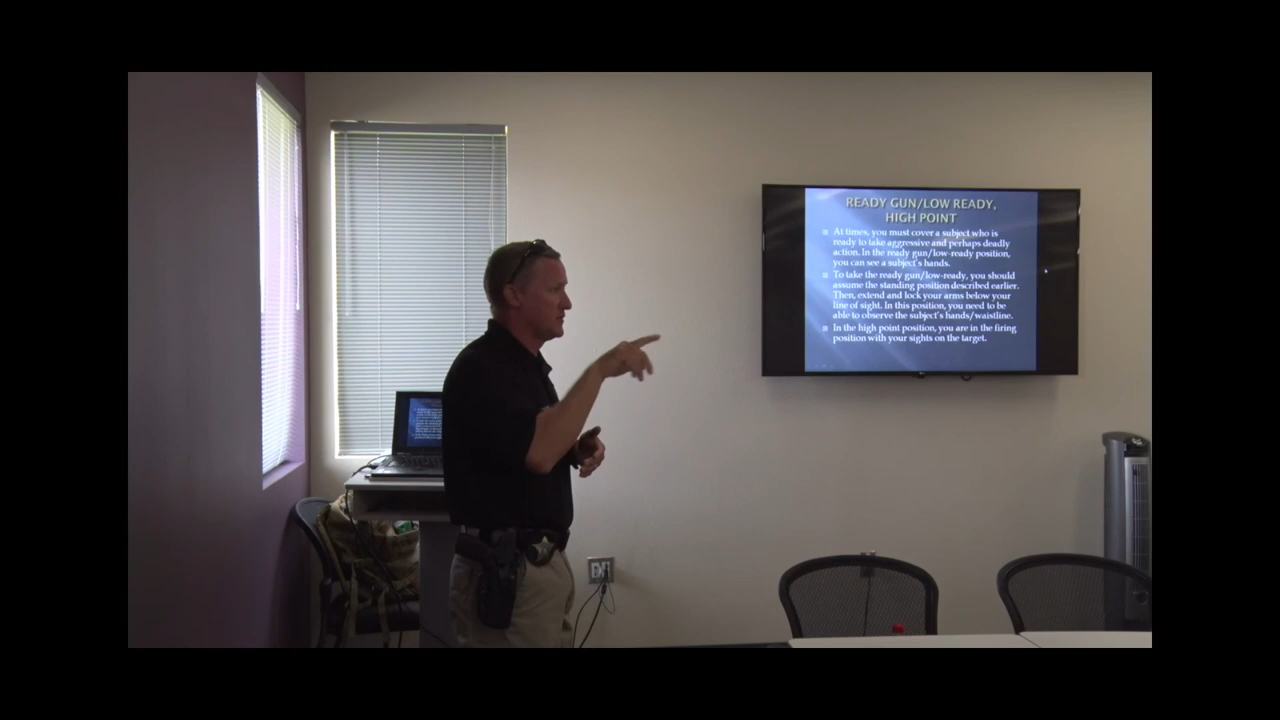 READY GUN/LOW READY,
HIGH POINT
At times, you must cover a subject who is
ready to take aggressive and perhaps deadly
action. In the ready gun/low-ready position,
you can see a subject's hands.
To take the ready gun/low-ready, you should
assume the standing position described earlier.
Then, extend and lock your arms below your
line of sight. In this position, you need to be
able to observe the subject's hands/waistline.
In the high point position, you are in the firing
position with your sights on the target.